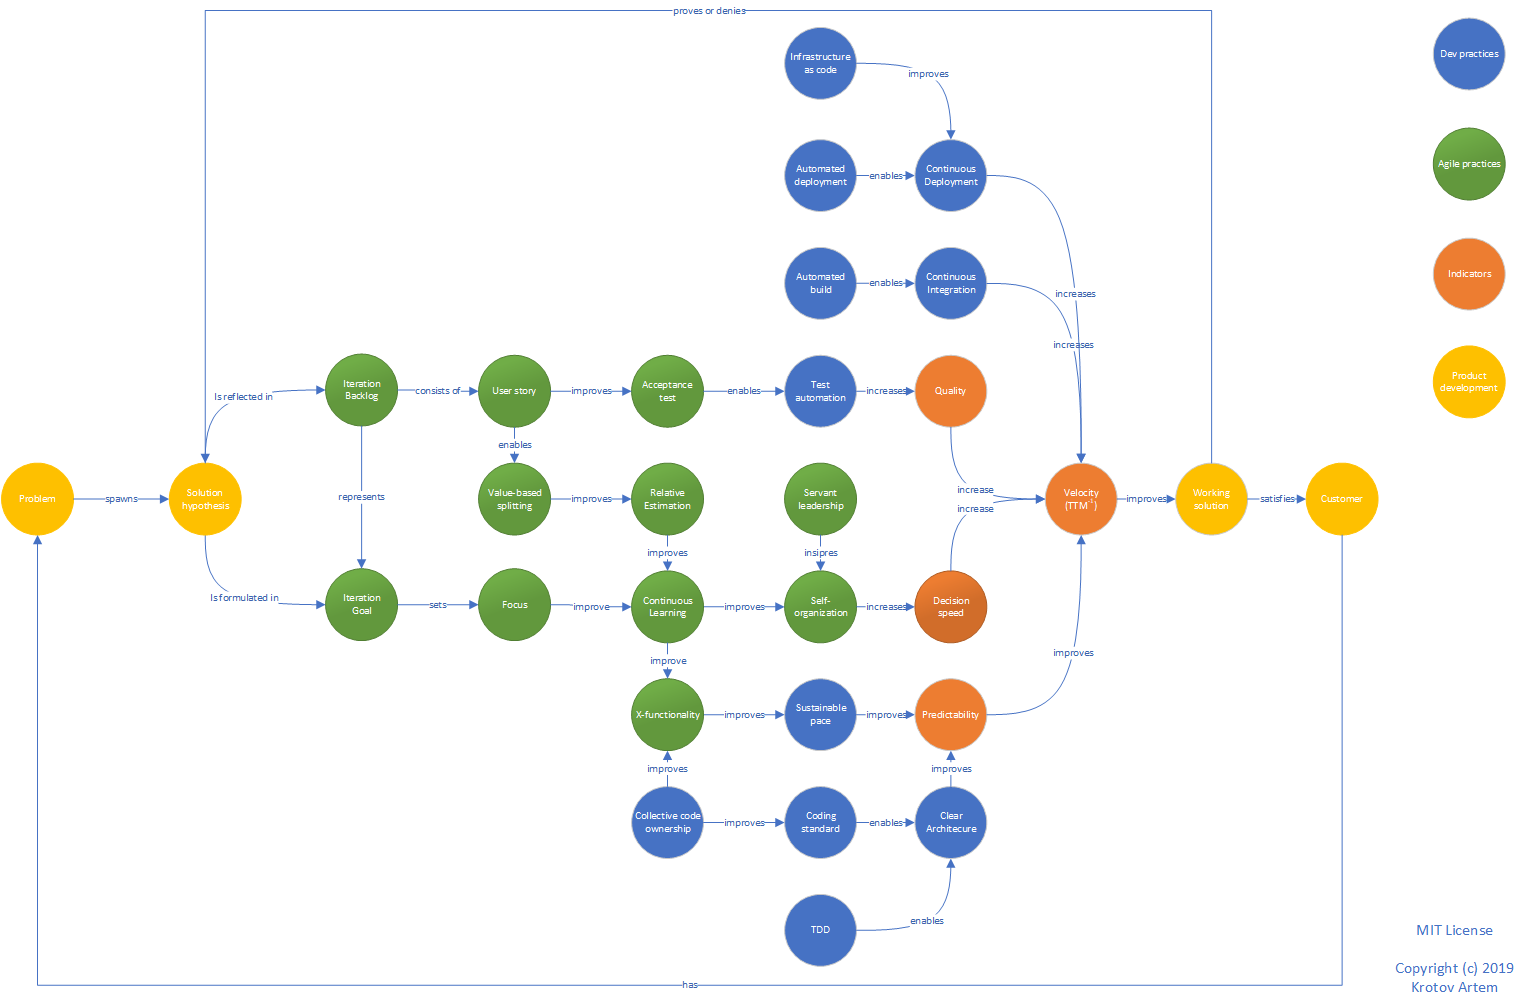 proves or denies
Infrastructure
as code
improves
Dev practices
Automated
deployment
enables
Continuous
Deployment
Agile practices
Automated
build
enables
Continuous
Integration
increases
increases
Indicators
Is reflected in
Iteration
Backlog
consists of
User story
improves
Acceptance
test
enables
Test
automation
increases
Quality
Product
development
enables
represents
Problem
spawns
Solution
hypothesis
Value-based
splitting
improves
Relative
Estimation
Servant
leadership
increase
increase
Velocity
(TTM⁻¹)
improves
Working
solution
satisfies
Customer
improves
insipres
Is formulated in
Iteration
Goal
sets
Focus
improve
Continuous
Learning
improves
Self-
organization
increases
Decision
speed
improve
improves
X-functionality
improves
Sustainable
pace
improves
Predictability
improves
improves
Collective code
ownership
improves
Coding
standard
enables
Clear
Architecure
TDD
enables
has
MIT License
Copyright (c) 2019
Krotov Artem